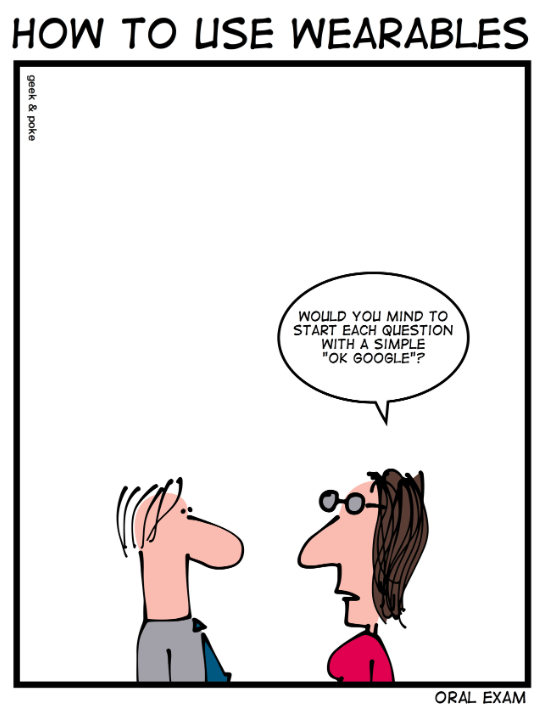 HOW TO USE WEARABLES
geek & poke
WOULD YOU MIND TO
START EACH QUESTION
WITH A SIMPLE
"OK GOOGLE"?
ORAL EXAM